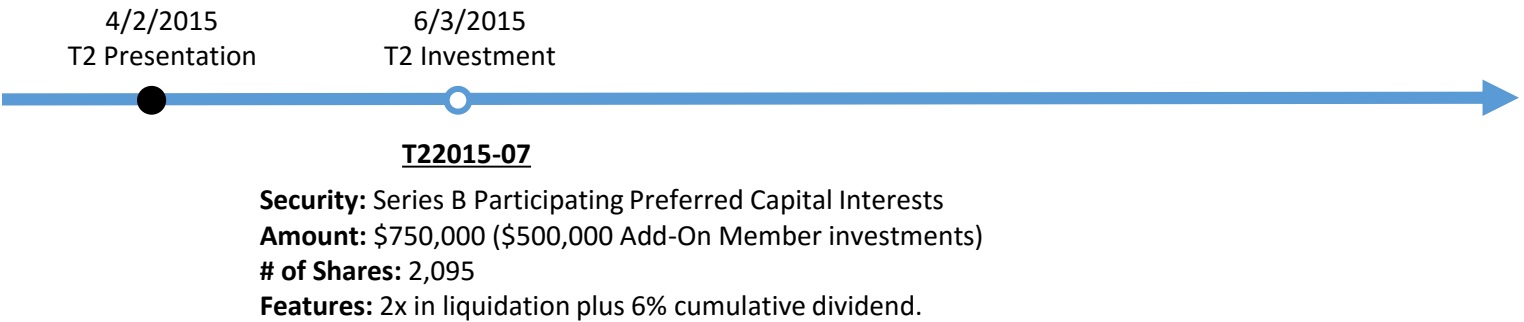 4/2/2015
T2 Presentation
6/3/2015
T2 Investment
T22015-07
Security: Series B Participating Preferred Capital Interests
Amount: $750,000 ($500,000 Add-On Member investments)
# of Shares: 2,095
Features: 2x in liquidation plus 6% cumulative dividend.